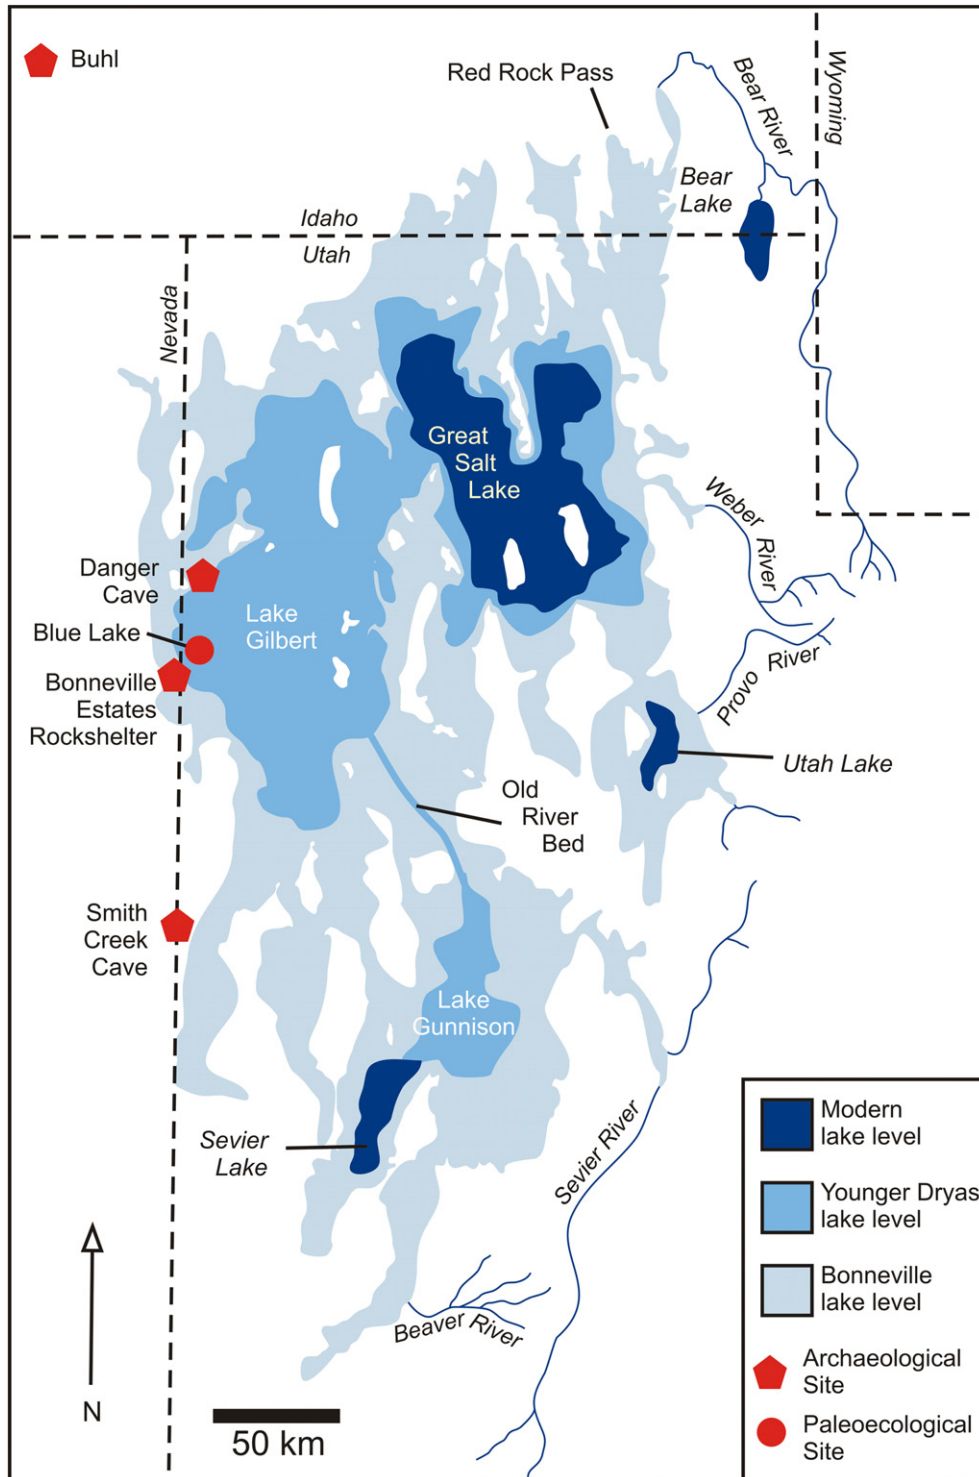 Buhl
Red Rock Pass
Bear River
Wyoming
Bear
Lake
Idaho
Utah
Nevada
Great
Salt
Lake
Weber
River
Danger
Cave
Lake
Gilbert
Blue Lake
Provo River
Bonneville
Estates
Rockshelter
Utah Lake
Old
River
Bed
Smith
Creek
Cave
Lake
Gunnison
Sevier
Lake
Sevier River
Beaver River
N
50 km
Modern
lake level
Younger Dryas
lake level
Bonneville
lake level
Archaeological
Site
Paleoecological
Site